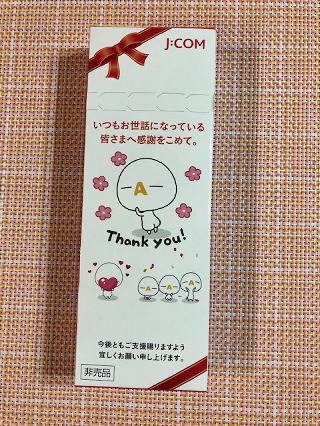 J:COM
いつもお世話になっている
皆さまへ感謝をこめて。
A
Thank you!
A
A
A
今後ともご支援賜りますよう
宜しくお願い申し上げます。
非売品